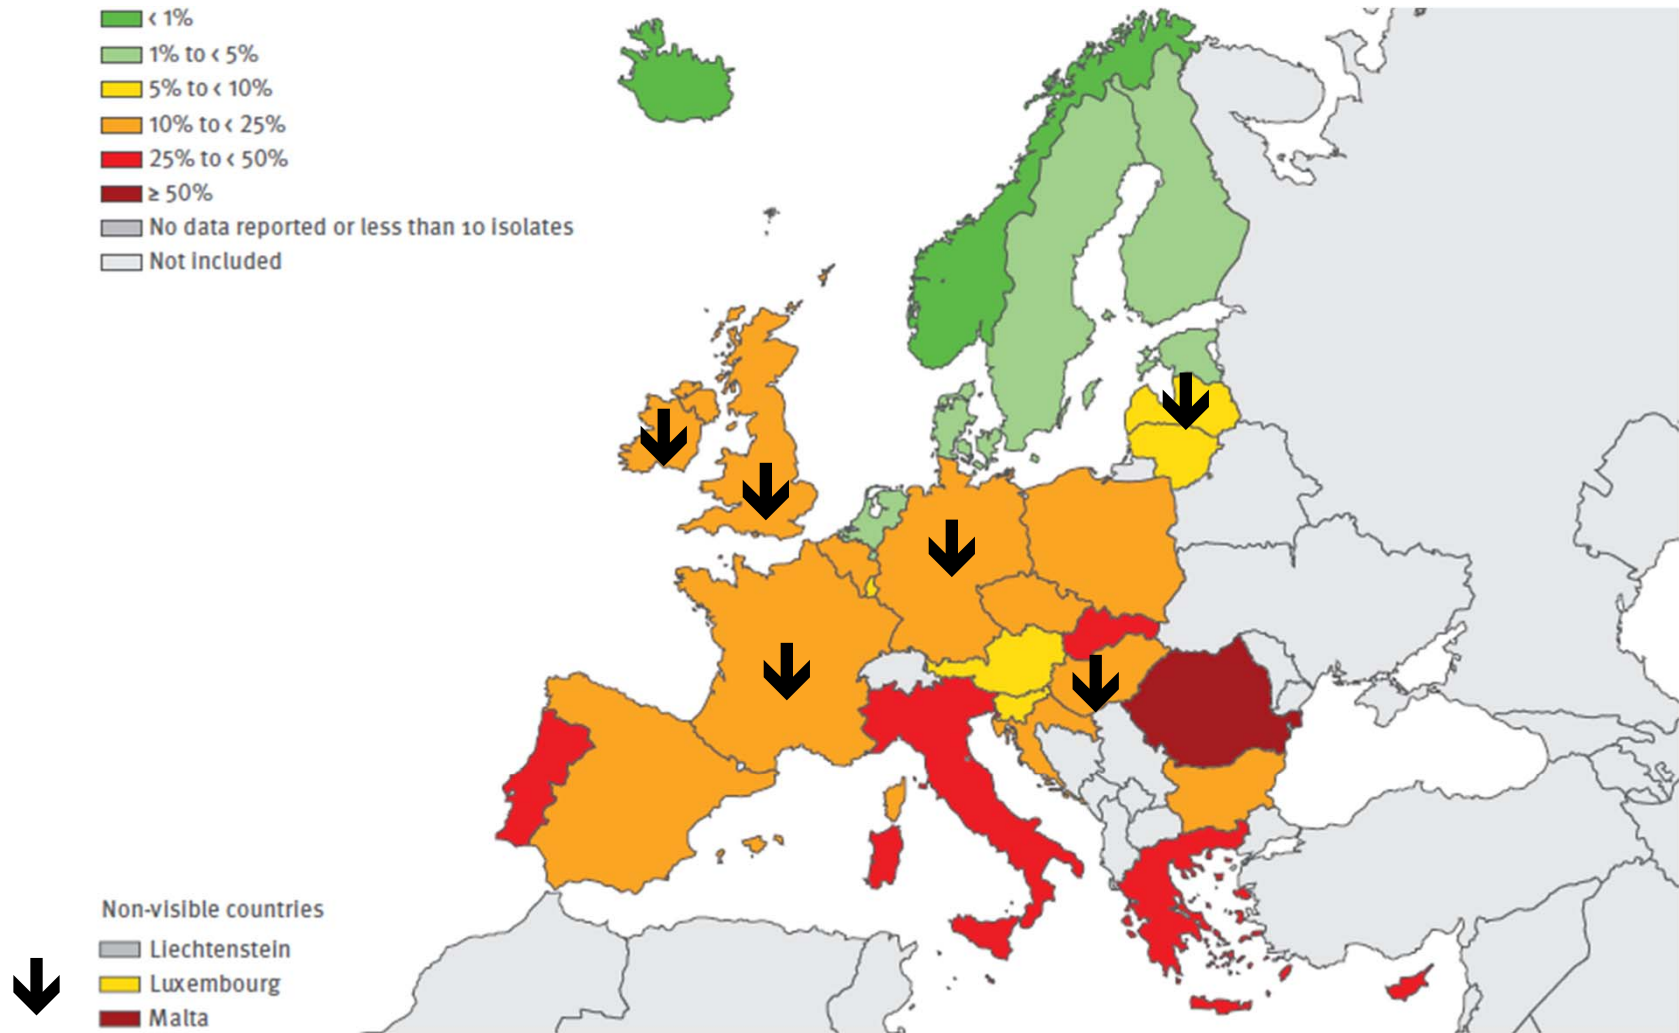 < 1%
1% to < 5%
5% to < 10%
10% to < 25%
25% to < 50%
≥ 50%
No data reported or less than 10 isolates
Not included
Non-visible countries
Liechtenstein
Luxembourg
Malta